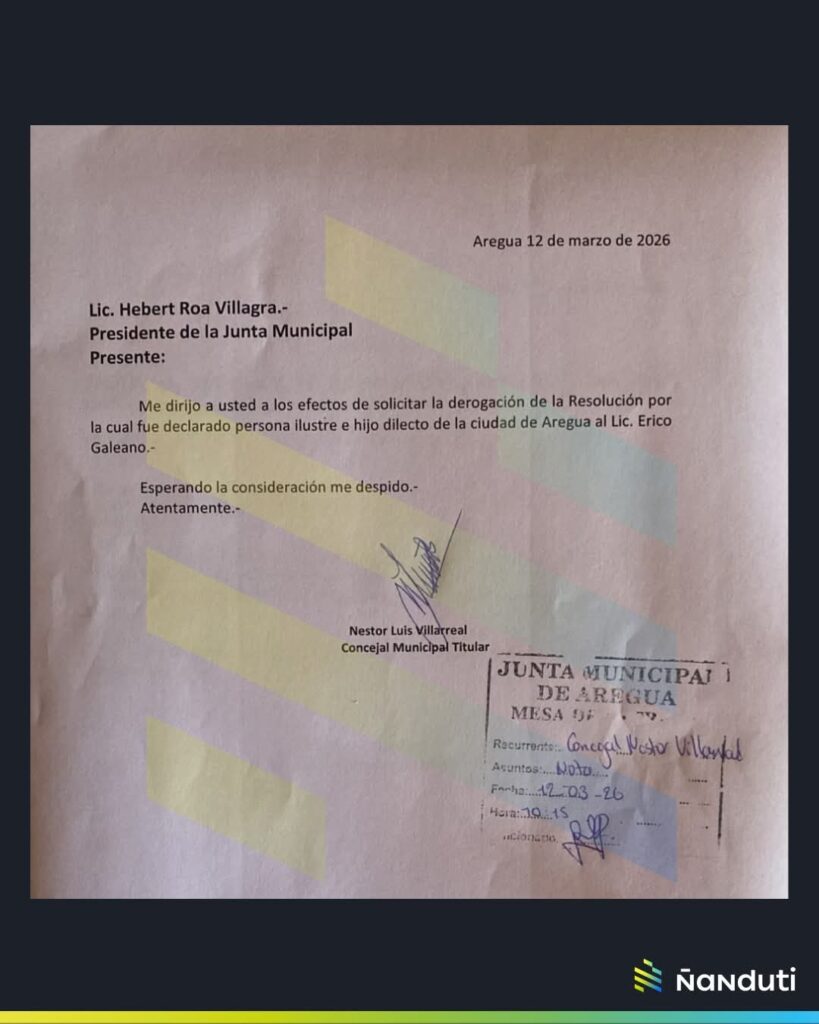 Aregua 12 de marzo de 2026
Lic. Hebert Roa Villagra.-
Presidente de la Junta Municipal
Presente:
Me dirijo a usted a los efectos de solicitar la derogación de la Resolución por
la cual fue declarado persona ilustre e hijo dilecto de la ciudad de Aregua al Lic. Erico
Galeano.-
Esperando la consideración me despido.-
Atentamente.-
Nestor Luis Villarreal
Concejal Municipal Titular
JUNTA MUNICIPAL
DE AREGUA
MESA DE
Recurrente:. Concejal Nestor Villarreal
Asuntos:... Nota....
Fecha:....12-03-26
Hora:.10:15
ñanduti